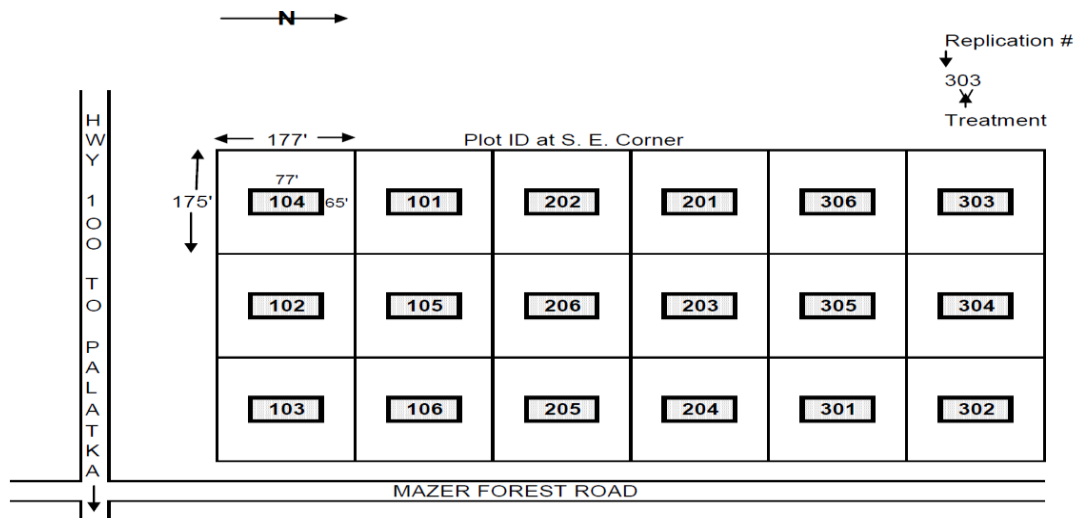 N
Replication #
303
Treatment
HWY 100 TO PALATKA
177'
Plot ID at S. E. Corner
175'
77'
65'
104 101 202 201 306 303
102 105 206 203 305 304
103 106 205 204 301 302
MAZER FOREST ROAD